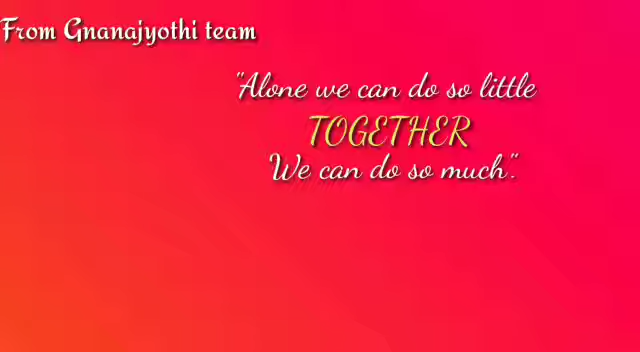 From Gnanajyothi team
"Alone we can do so little
TOGETHER
We can do so much".